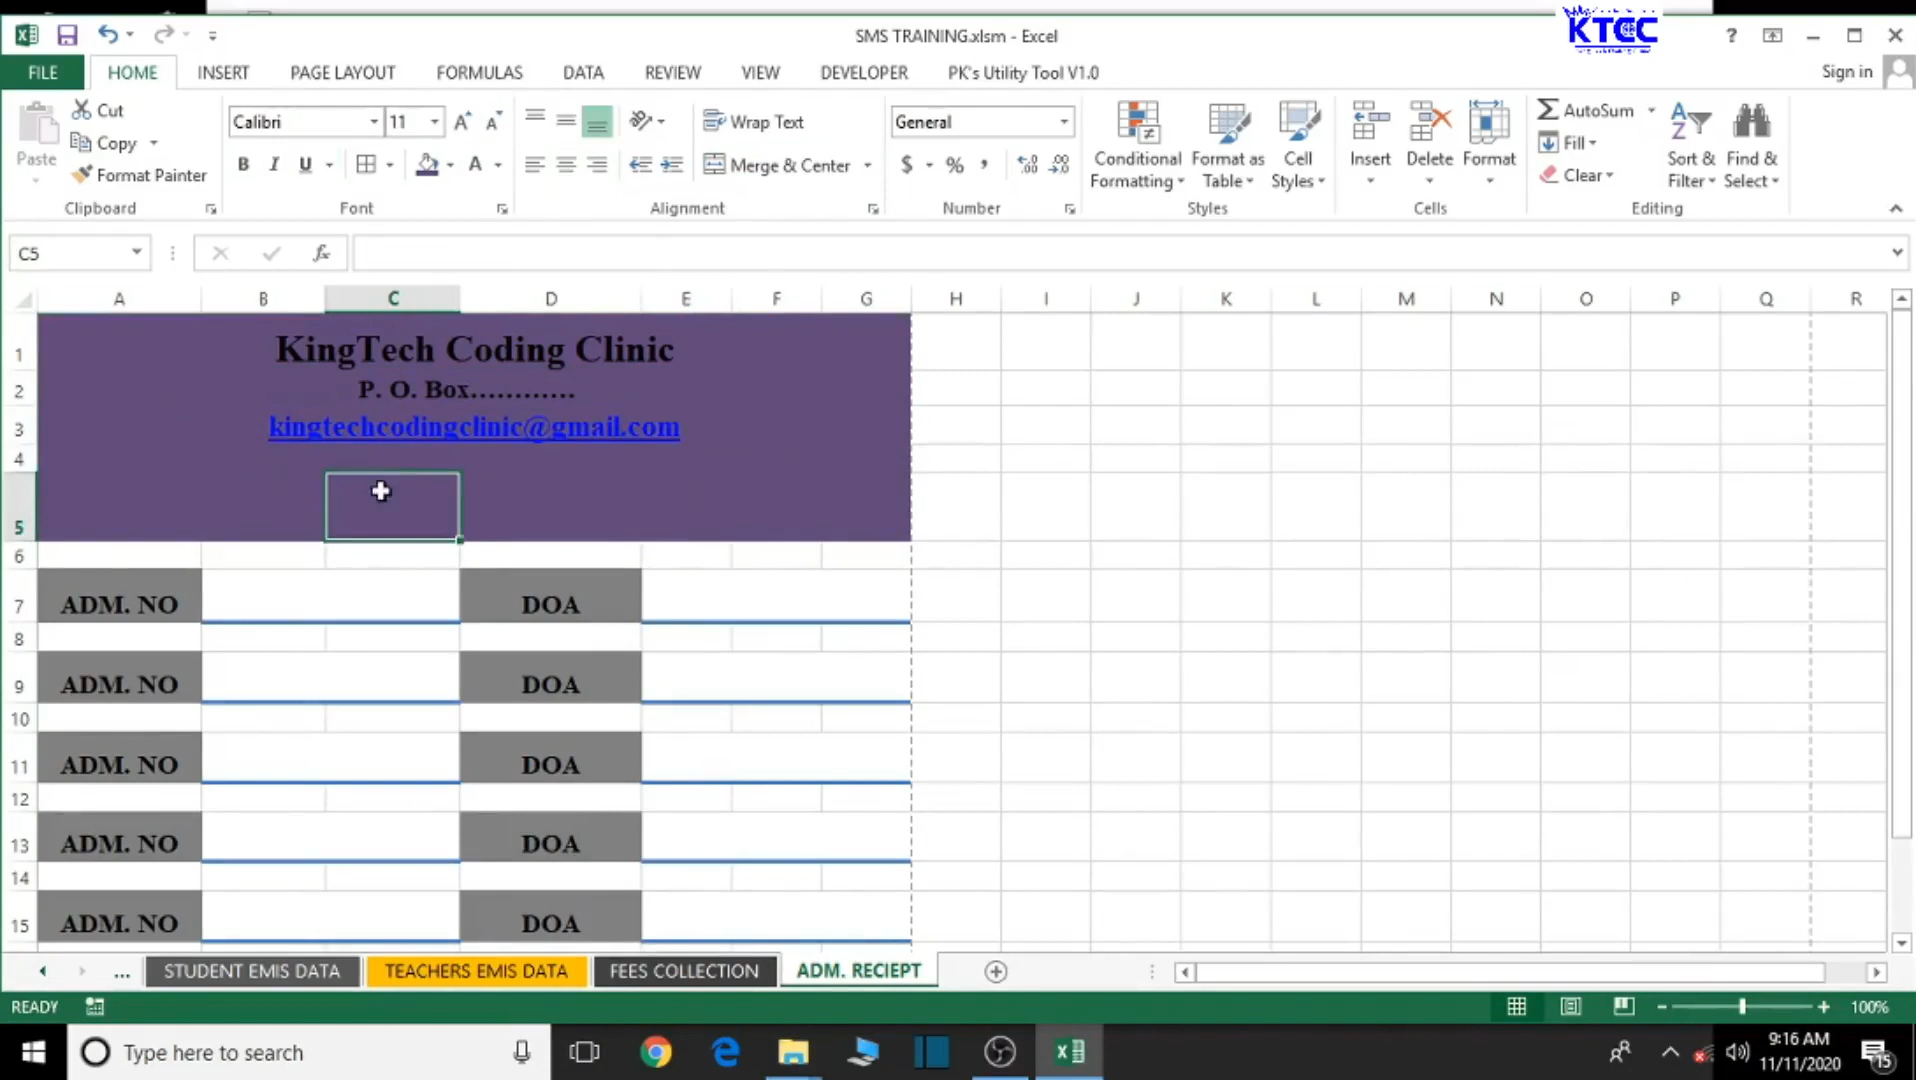 KTCC
SMS TRAINING.xlsm - Excel
?
FILE
HOME
INSERT
PAGE LAYOUT
FORMULAS
DATA
REVIEW
VIEW
DEVELOPER
PK's Utility Tool V1.0
Sign in
Paste
Cut
Copy
Format Painter
Clipboard
Calibri
11
B I U
A
Font
Wrap Text
Merge & Center
Alignment
General
$ % ,
Number
Conditional Formatting
Format as Table
Cell Styles
Styles
Insert
Delete
Format
Cells
AutoSum
Fill
Clear
Sort & Filter
Find & Select
Editing
C5
fx
A B C D E F G H I J K L M N O P Q R
1
KingTech Coding Clinic
2
P. O. Box............
3
kingtechcodingclinic@gmail.com
4
5
6
7 ADM. NO DOA
8
9 ADM. NO DOA
10
11 ADM. NO DOA
12
13 ADM. NO DOA
14
15 ADM. NO DOA
...
STUDENT EMIS DATA
TEACHERS EMIS DATA
FEES COLLECTION
ADM. RECIEPT
READY
100%
Type here to search
9:16 AM
11/11/2020
15